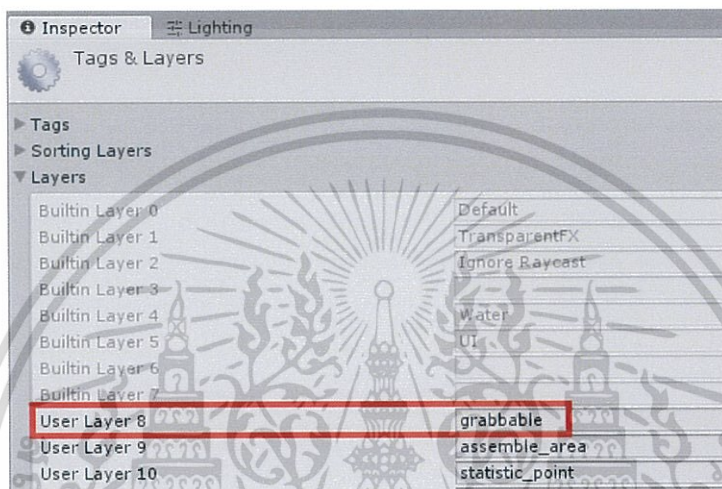 Inspector Lighting
Tags & Layers
Tags
Sorting Layers
Layers
Builtin Layer 0 Default
Builtin Layer 1 TransparentFX
Builtin Layer 2 Ignore Raycast
Builtin Layer 3
Builtin Layer 4 Water
Builtin Layer 5 UI
Builtin Layer 6
Builtin Layer 7
User Layer 8 grabbable
User Layer 9 assemble_area
User Layer 10 statistic_point